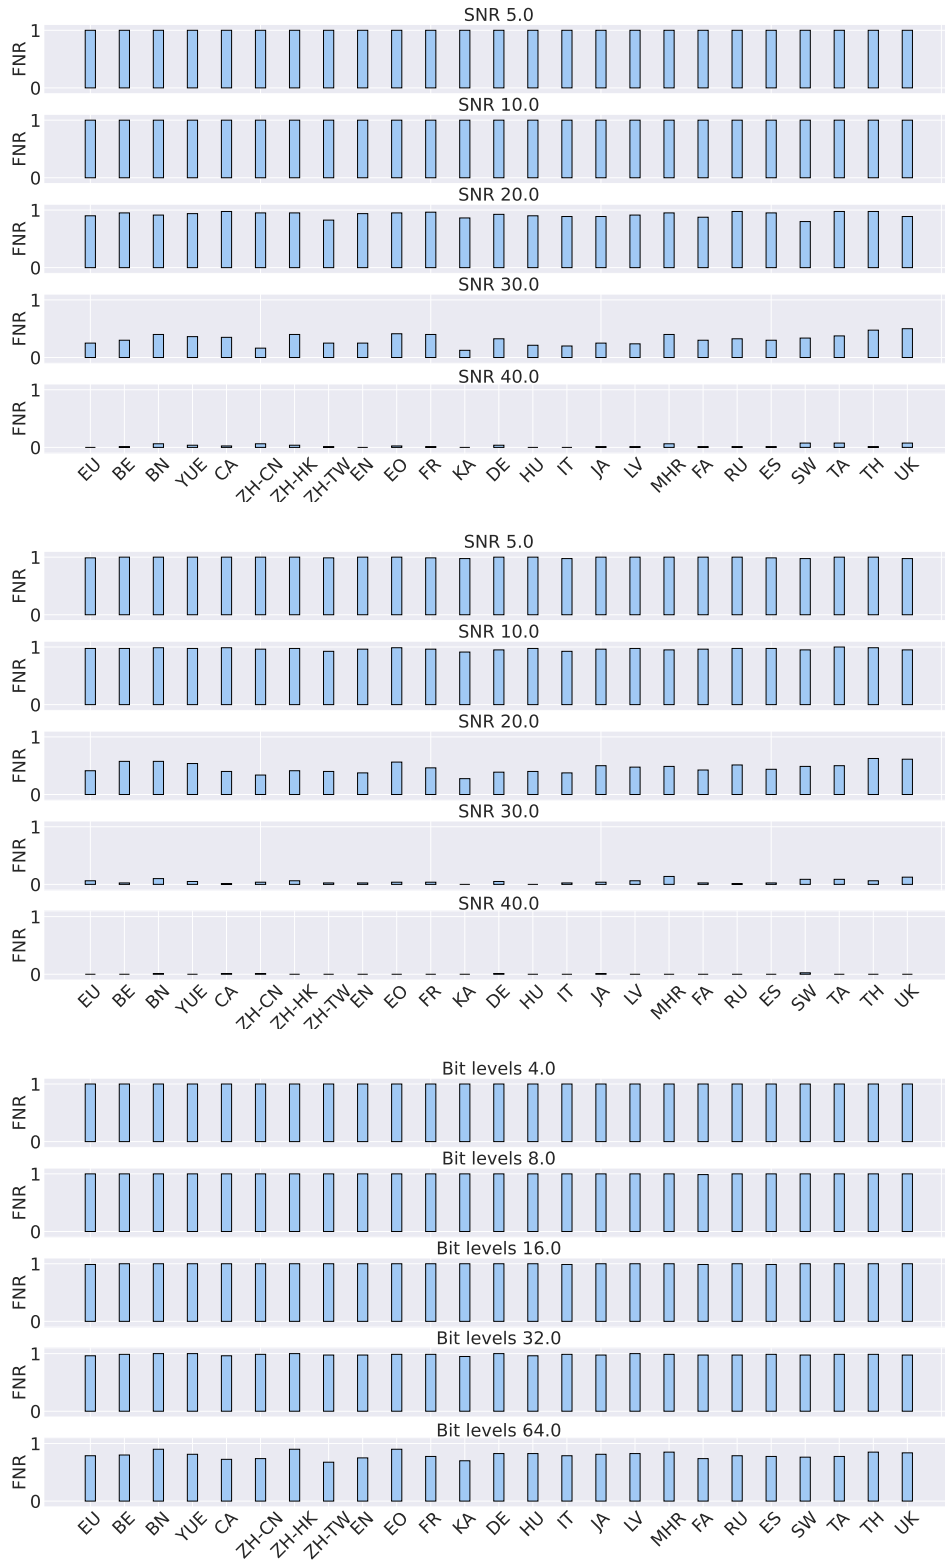 SNR 5.0
FNR
1
0
SNR 10.0
FNR
1
0
SNR 20.0
FNR
1
0
SNR 30.0
FNR
1
0
SNR 40.0
FNR
1
0
EU BE BN YUE CA ZH-CN ZH-HK ZH-TW EN EO FR KA DE HU IT JA LV MHR FA RU ES SW TA TH UK
SNR 5.0
FNR
1
0
SNR 10.0
FNR
1
0
SNR 20.0
FNR
1
0
SNR 30.0
FNR
1
0
SNR 40.0
FNR
1
0
EU BE BN YUE CA ZH-CN ZH-HK ZH-TW EN EO FR KA DE HU IT JA LV MHR FA RU ES SW TA TH UK
Bit levels 4.0
FNR
1
0
Bit levels 8.0
FNR
1
0
Bit levels 16.0
FNR
1
0
Bit levels 32.0
FNR
1
0
Bit levels 64.0
FNR
1
0
EU BE BN YUE CA ZH-CN ZH-HK ZH-TW EN EO FR KA DE HU IT JA LV MHR FA RU ES SW TA TH UK